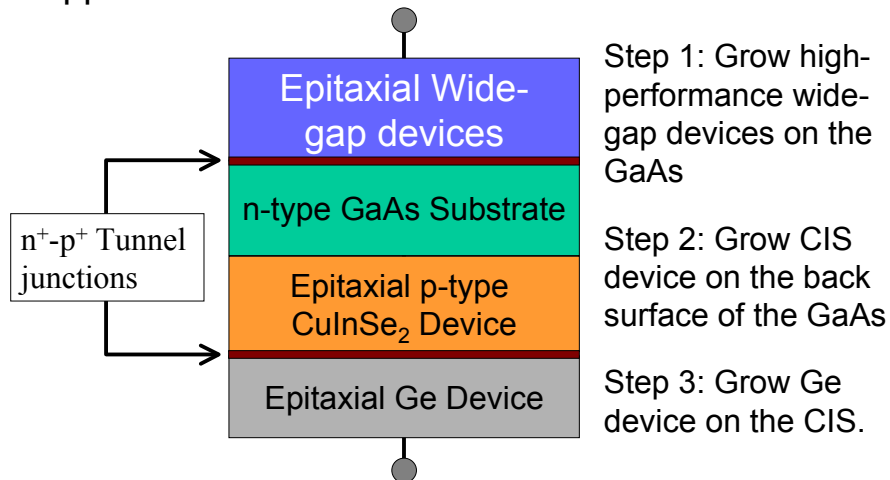 Epitaxial Wide-
gap devices
n-type GaAs Substrate
Epitaxial p-type
CuInSe₂ Device
Epitaxial Ge Device
n⁺-p⁺ Tunnel
junctions
Step 1: Grow high-
performance wide-
gap devices on the
GaAs
Step 2: Grow CIS
device on the back
surface of the GaAs
Step 3: Grow Ge
device on the CIS.